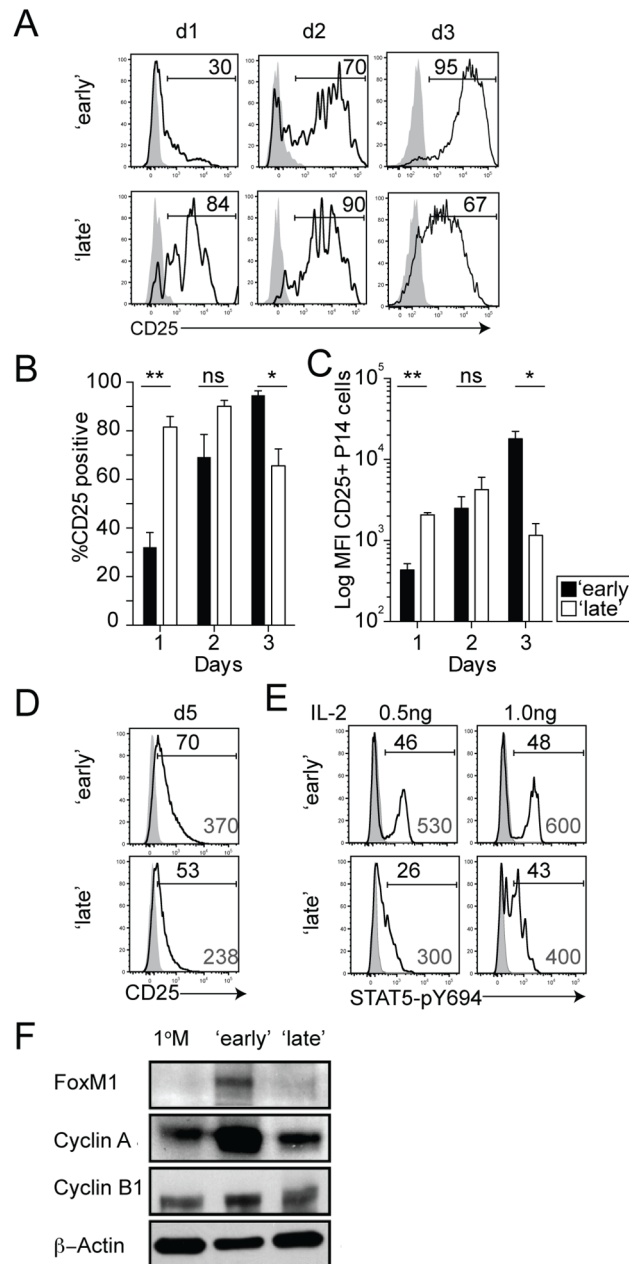 A
d1 d2 d3
'early'
30 70 95
'late'
84 90 67
CD25
B
** ns *
%CD25 positive
100
80
60
40
20
0
1 2 3
Days
C
** ns *
Log MFI CD25+ P14 cells
10^5
10^4
10^3
10^2
1 2 3
Days
'early'
'late'
D
d5
'early'
70
370
'late'
53
238
CD25
E
IL-2 0.5ng 1.0ng
'early'
46 48
530 600
'late'
26 43
300 400
STAT5-pY694
F
1°M 'early' 'late'
FoxM1
Cyclin A
Cyclin B1
β-Actin